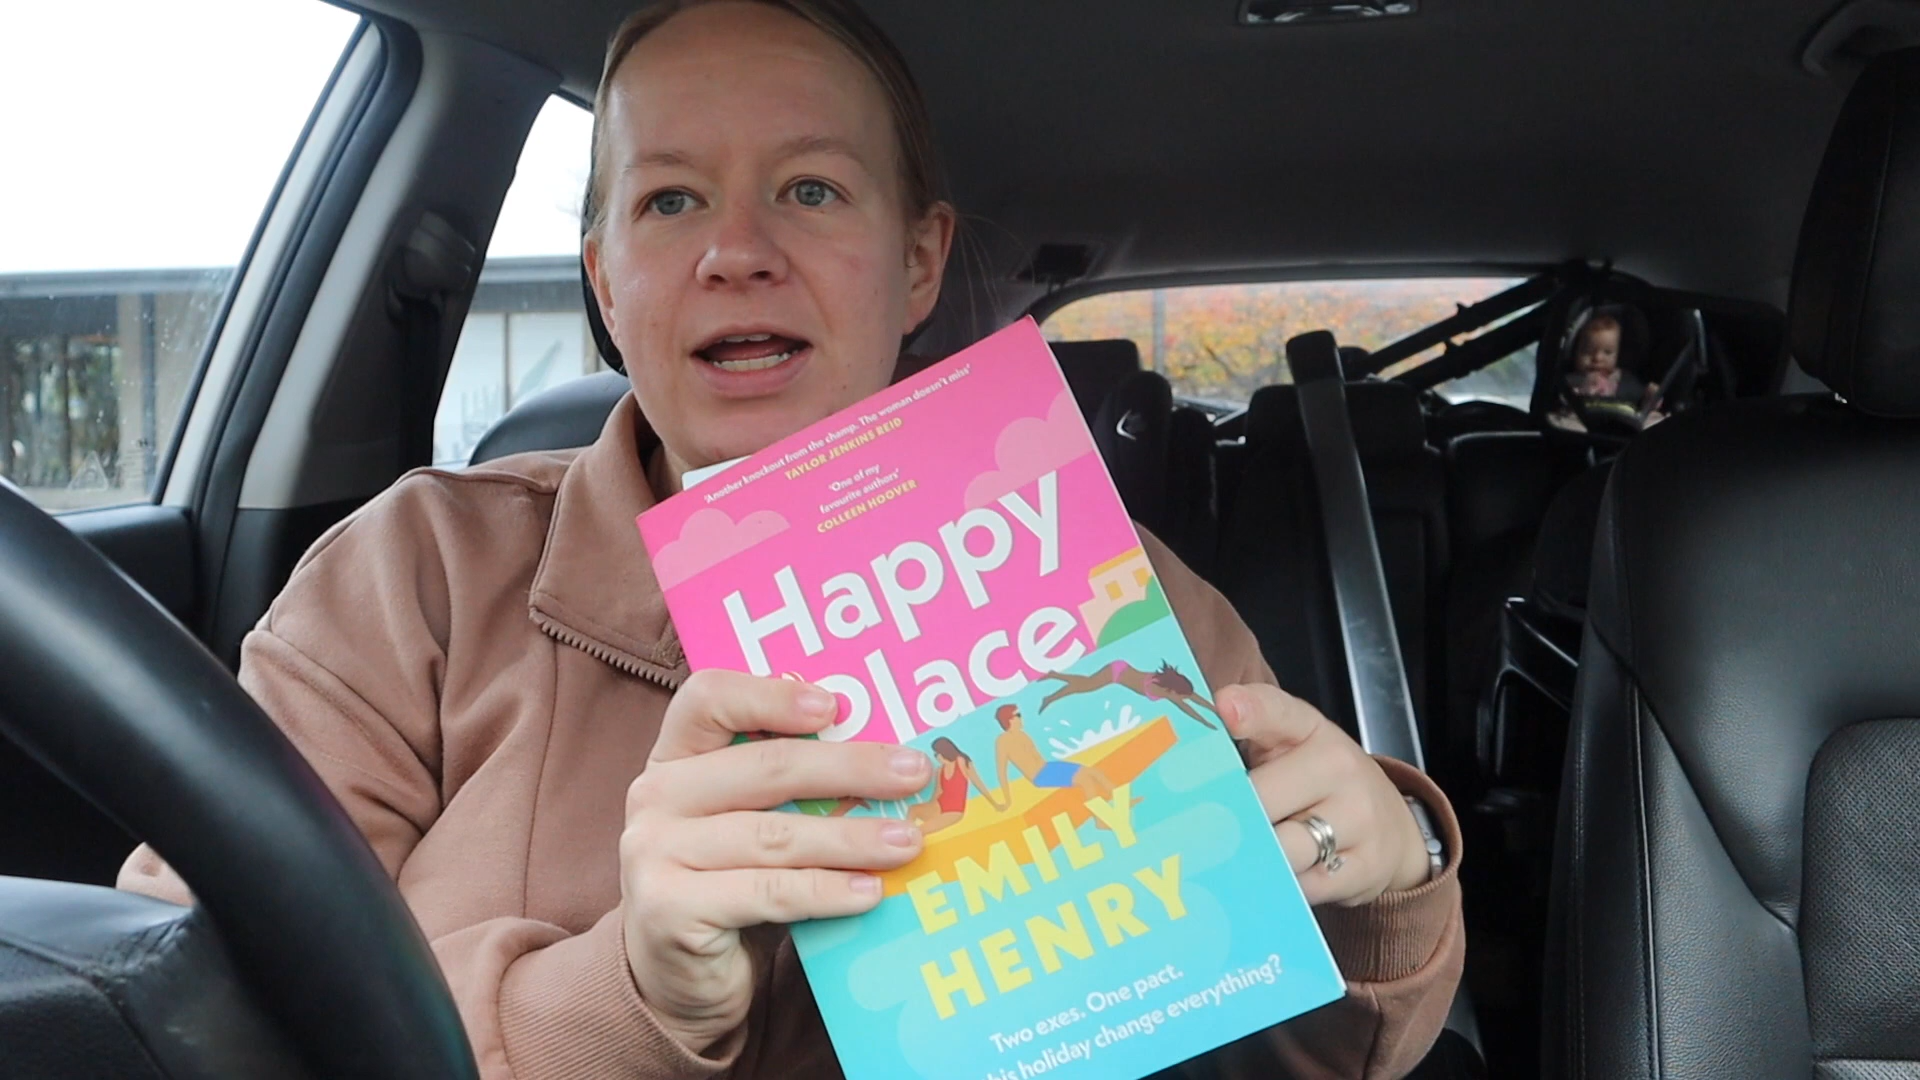 'Another knockout from the champ. The woman doesn't miss'
TAYLOR JENKINS REID
'One of my
favourite authors'
COLLEEN HOOVER
Happy
Place
EMILY
HENRY
Two exes. One pact.
his holiday change everything?